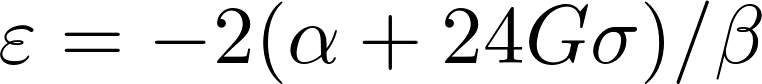 ε = −2(α + 24Gσ)/β